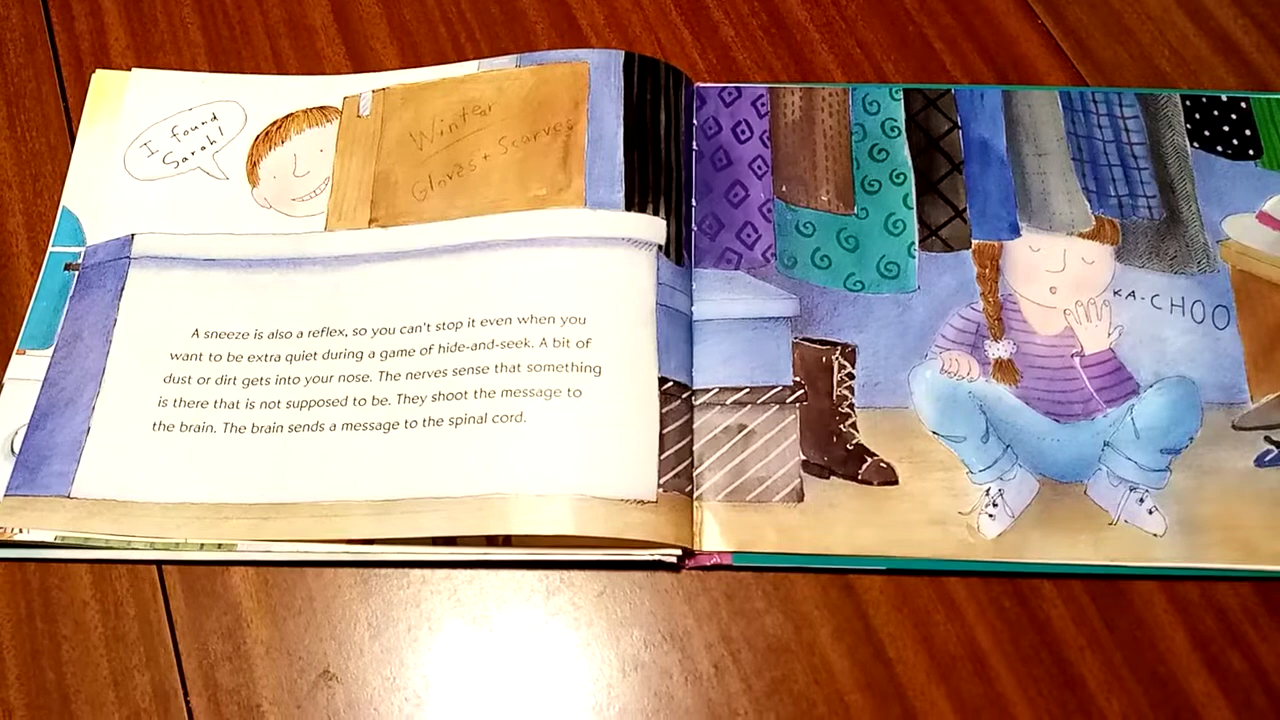 I found
Sarah!
Winter
Gloves + Scarves
A sneeze is also a reflex, so you can't stop it even when you
want to be extra quiet during a game of hide-and-seek. A bit of
dust or dirt gets into your nose. The nerves sense that something
is there that is not supposed to be. They shoot the message to
the brain. The brain sends a message to the spinal cord.
KA-CHOO